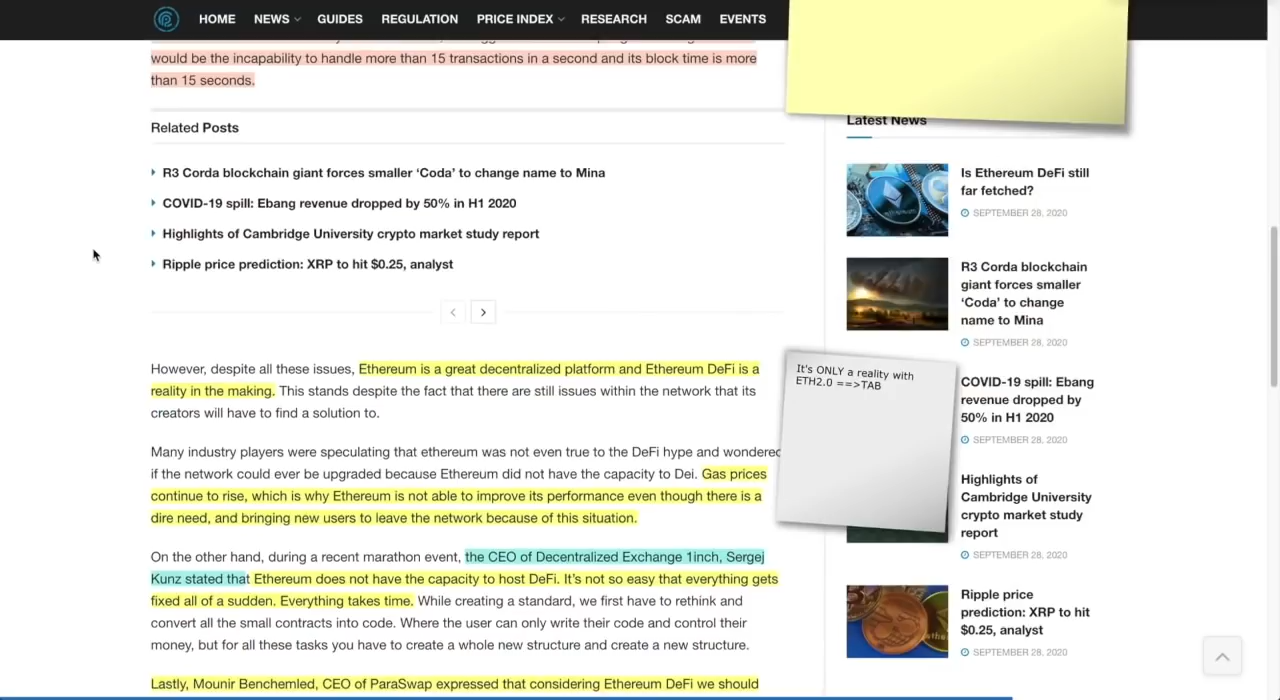 HOME NEWS GUIDES REGULATION PRICE INDEX RESEARCH SCAM EVENTS
would be the incapability to handle more than 15 transactions in a second and its block time is more
than 15 seconds.
Related Posts
R3 Corda blockchain giant forces smaller ‘Coda’ to change name to Mina
COVID-19 spill: Ebang revenue dropped by 50% in H1 2020
Highlights of Cambridge University crypto market study report
Ripple price prediction: XRP to hit $0.25, analyst
However, despite all these issues, Ethereum is a great decentralized platform and Ethereum DeFi is a
reality in the making. This stands despite the fact that there are still issues within the network that its
creators will have to find a solution to.
Many industry players were speculating that ethereum was not even true to the DeFi hype and wondered
if the network could ever be upgraded because Ethereum did not have the capacity to Dei. Gas prices
continue to rise, which is why Ethereum is not able to improve its performance even though there is a
dire need, and bringing new users to leave the network because of this situation.
On the other hand, during a recent marathon event, the CEO of Decentralized Exchange 1inch, Sergej
Kunz stated that Ethereum does not have the capacity to host DeFi. It’s not so easy that everything gets
fixed all of a sudden. Everything takes time. While creating a standard, we first have to rethink and
convert all the small contracts into code. Where the user can only write their code and control their
money, but for all these tasks you have to create a whole new structure and create a new structure.
Lastly, Mounir Benchemled, CEO of ParaSwap expressed that considering Ethereum DeFi we should
It's ONLY a reality with
ETH2.0 ==>TAB
Latest News
Is Ethereum DeFi still
far fetched?
SEPTEMBER 28, 2020
R3 Corda blockchain
giant forces smaller
‘Coda’ to change
name to Mina
SEPTEMBER 28, 2020
COVID-19 spill: Ebang
revenue dropped by
50% in H1 2020
SEPTEMBER 28, 2020
Highlights of
Cambridge University
crypto market study
report
SEPTEMBER 28, 2020
Ripple price
prediction: XRP to hit
$0.25, analyst
SEPTEMBER 28, 2020